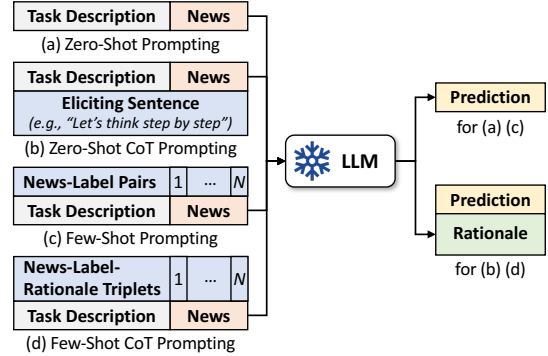 Task Description News
(a) Zero-Shot Prompting
Task Description News
Eliciting Sentence
(e.g., “Let’s think step by step”)
(b) Zero-Shot CoT Prompting
News-Label Pairs 1 ... N
Task Description News
(c) Few-Shot Prompting
News-Label-
Rationale Triplets 1 ... N
Task Description News
(d) Few-Shot CoT Prompting
LLM
Prediction
for (a) (c)
Prediction
Rationale
for (b) (d)